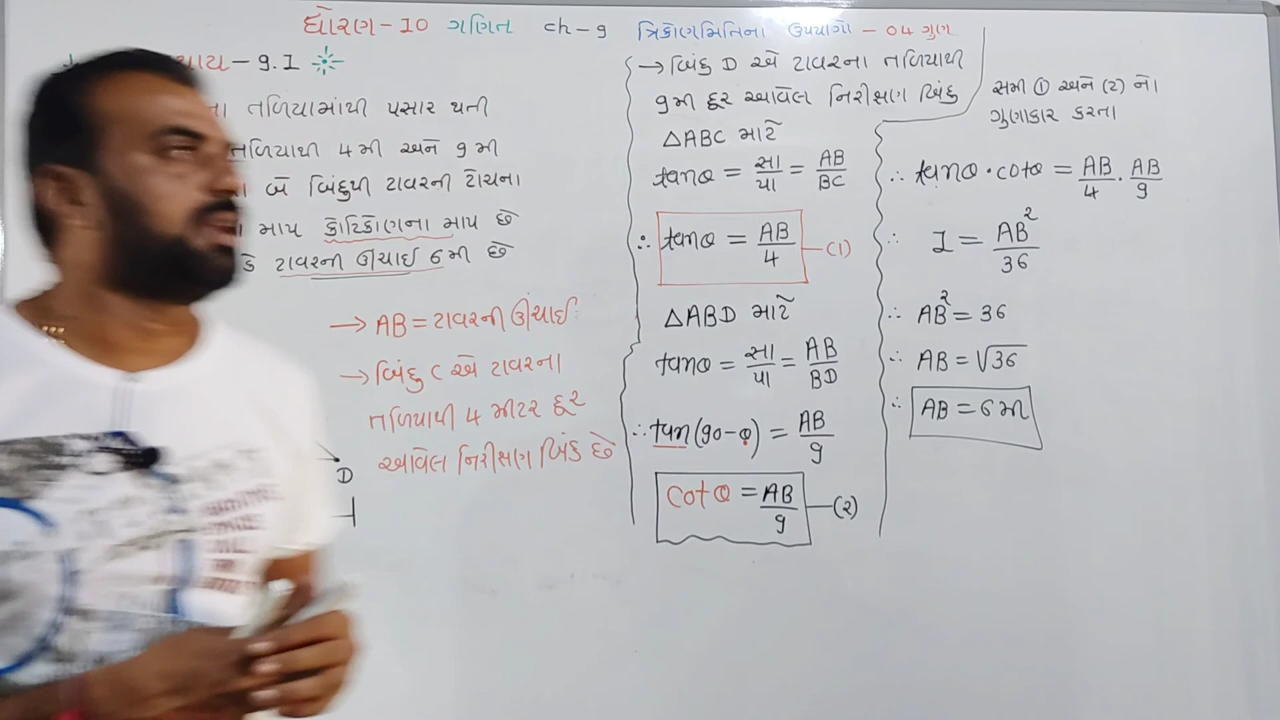 ધોરણ-10 ગણિત ch-9 ત્રિકોણમિતિના ઉપયોગો - 04 ગુણ
યાય-9.1
ના તળિયામાંથી પસાર થતી
તળિયાથી 4 મી અને 9 મી
બે બિંદુથી ટાવરની ટોચના
માપ કોટિકોણના માપ છે
કે ટાવરની ઊંચાઈ 6 મી છે
→ AB = ટાવરની ઊંચાઈ
→ બિંદુ C એ ટાવરના
તળિયાથી 4 મીટર દૂર
આવેલ નિરીક્ષણ બિંદુ છે
D
→ બિંદુ D એ ટાવરના તળિયાથી
9મી દૂર આવેલ નિરીક્ષણ બિંદુ
△ABC માટે
tanθ = સા/પા = AB/BC
∴ tanθ = AB/4 —(1)
△ABD માટે
tanθ = સા/પા = AB/BD
∴ tan(90-θ) = AB/9
cotθ = AB/9 —(2)
સમી ① અને (2) નો
ગુણાકાર કરતા
∴ tanθ · cotθ = AB/4 · AB/9
∴ 1 = AB²/36
∴ AB² = 36
∴ AB = √36
∴ AB = 6 મી